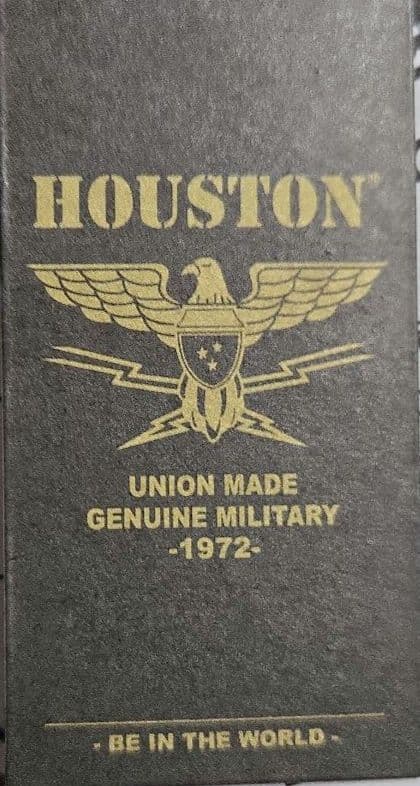 HOUSTON®
UNION MADE
GENUINE MILITARY
-1972-
- BE IN THE WORLD -